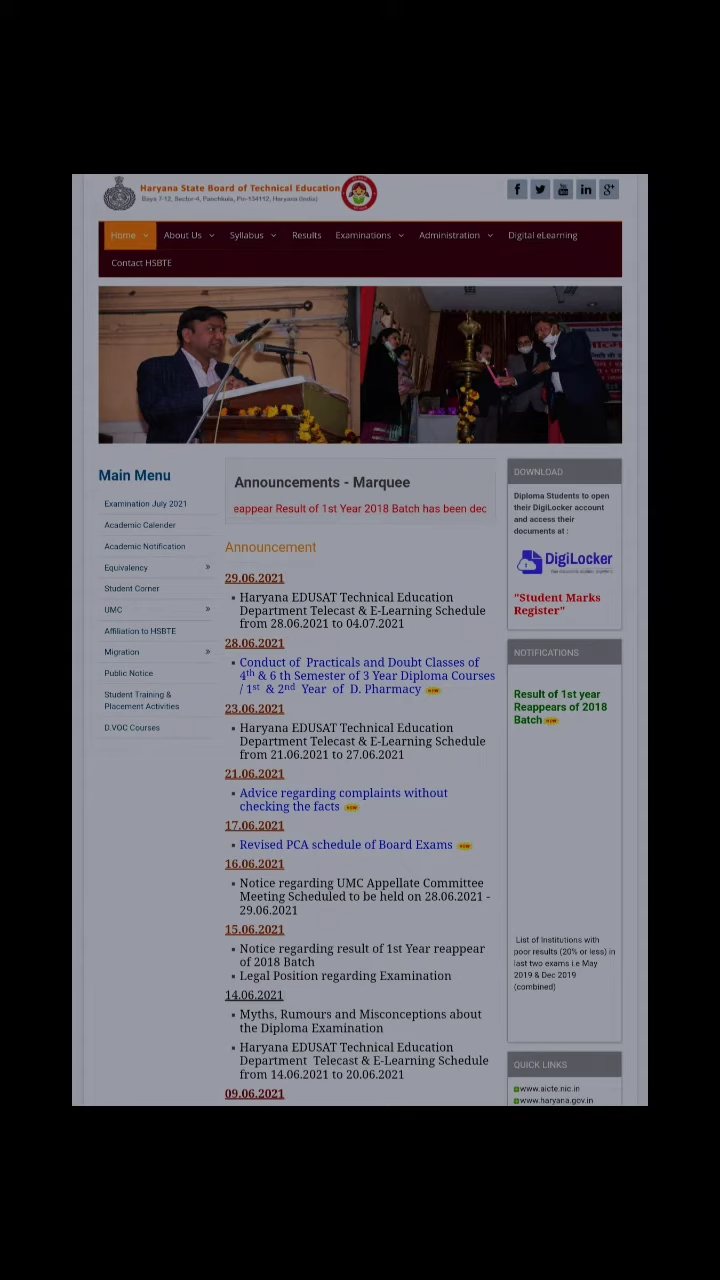 Haryana State Board of Technical Education
Bays 7-12, Sector-4, Panchkula, Pin-134112, Haryana (India)
Home
About Us
Syllabus
Results
Examinations
Administration
Digital eLearning
Contact HSBTE
Main Menu
Examination July 2021
Academic Calender
Academic Notification
Equivalency
Student Corner
UMC
Affiliation to HSBTE
Migration
Public Notice
Student Training &
Placement Activities
D.VOC Courses
Announcements - Marquee
eappear Result of 1st Year 2018 Batch has been dec
Announcement
29.06.2021
Haryana EDUSAT Technical Education
Department Telecast & E-Learning Schedule
from 28.06.2021 to 04.07.2021
28.06.2021
Conduct of Practicals and Doubt Classes of
4th & 6 th Semester of 3 Year Diploma Courses
/ 1st & 2nd Year of D. Pharmacy NEW
23.06.2021
Haryana EDUSAT Technical Education
Department Telecast & E-Learning Schedule
from 21.06.2021 to 27.06.2021
21.06.2021
Advice regarding complaints without
checking the facts NEW
17.06.2021
Revised PCA schedule of Board Exams NEW
16.06.2021
Notice regarding UMC Appellate Committee
Meeting Scheduled to be held on 28.06.2021 -
29.06.2021
15.06.2021
Notice regarding result of 1st Year reappear
of 2018 Batch
Legal Position regarding Examination
14.06.2021
Myths, Rumours and Misconceptions about
the Diploma Examination
Haryana EDUSAT Technical Education
Department Telecast & E-Learning Schedule
from 14.06.2021 to 20.06.2021
09.06.2021
DOWNLOAD
Diploma Students to open
their DigiLocker account
and access their
documents at :
DigiLocker
"Student Marks
Register"
NOTIFICATIONS
Result of 1st year
Reappears of 2018
Batch NEW
List of Institutions with
poor results (20% or less) in
last two exams i.e May
2019 & Dec 2019
(combined)
QUICK LINKS
www.aicte.nic.in
www.haryana.gov.in